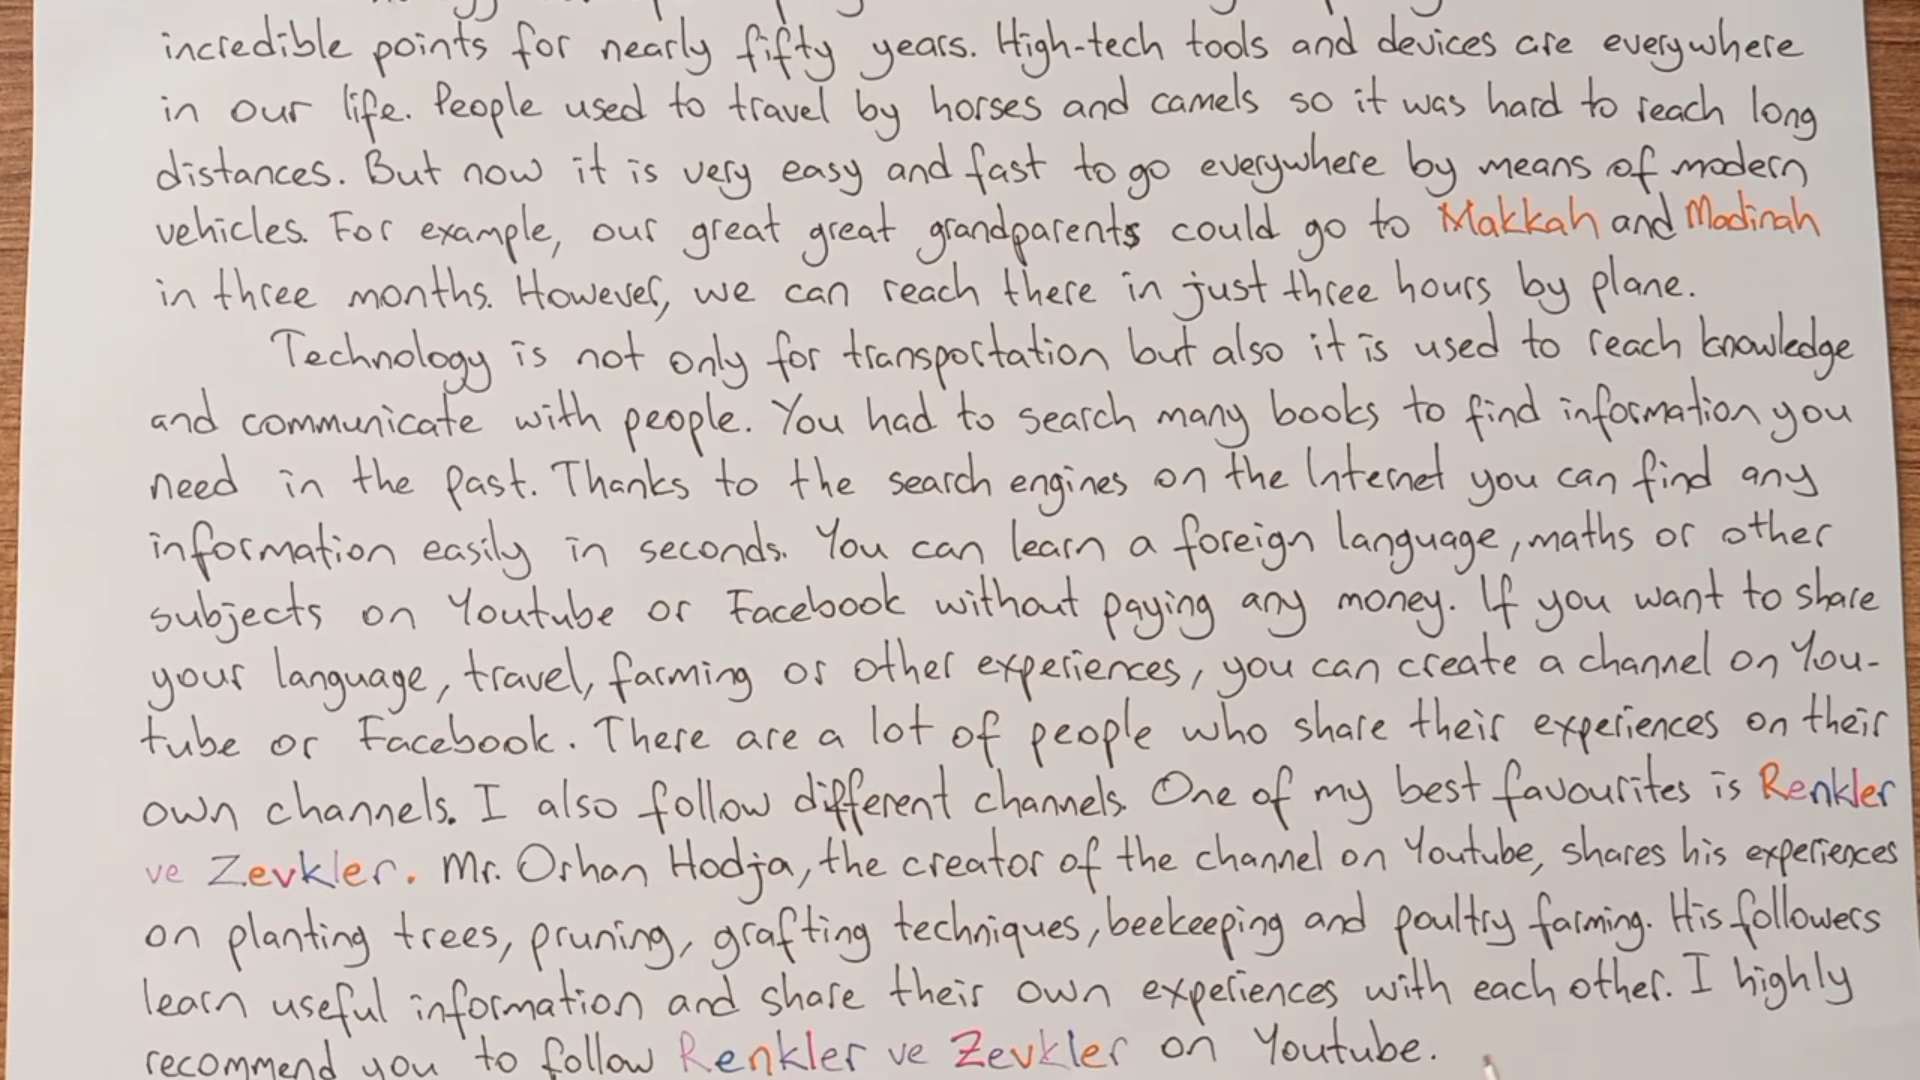 incredible points for nearly fifty years. High-tech tools and devices are everywhere
in our life. People used to travel by horses and camels so it was hard to reach long
distances. But now it is very easy and fast to go everywhere by means of modern
vehicles. For example, our great great grandparents could go to Makkah and Madinah
in three months. However, we can reach there in just three hours by plane.
Technology is not only for transportation but also it is used to reach knowledge
and communicate with people. You had to search many books to find information you
need in the past. Thanks to the search engines on the Internet you can find any
information easily in seconds. You can learn a foreign language, maths or other
subjects on Youtube or Facebook without paying any money. If you want to share
your language, travel, farming or other experiences, you can create a channel on You-
tube or Facebook. There are a lot of people who share their experiences on their
own channels. I also follow different channels. One of my best favourites is Renkler
ve Zevkler. Mr. Orhan Hodja, the creator of the channel on Youtube, shares his experiences
on planting trees, pruning, grafting techniques, beekeeping and poultry farming. His followers
learn useful information and share their own experiences with each other. I highly
recommend you to follow Renkler ve Zevkler on Youtube.